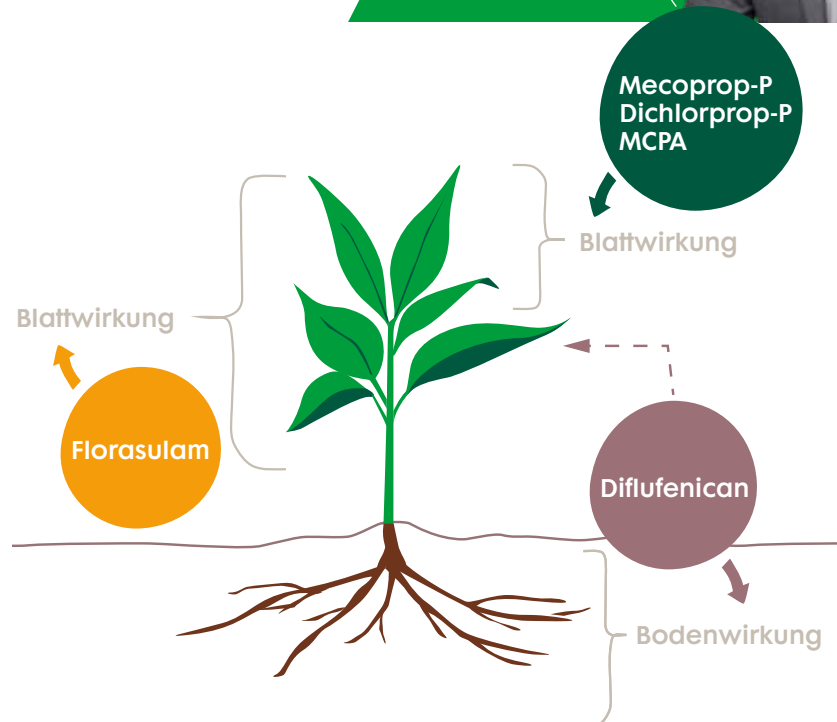 Mecoprop-P
Dichlorprop-P
MCPA
Blattwirkung
Blattwirkung
Florasulam
Diflufenican
Bodenwirkung